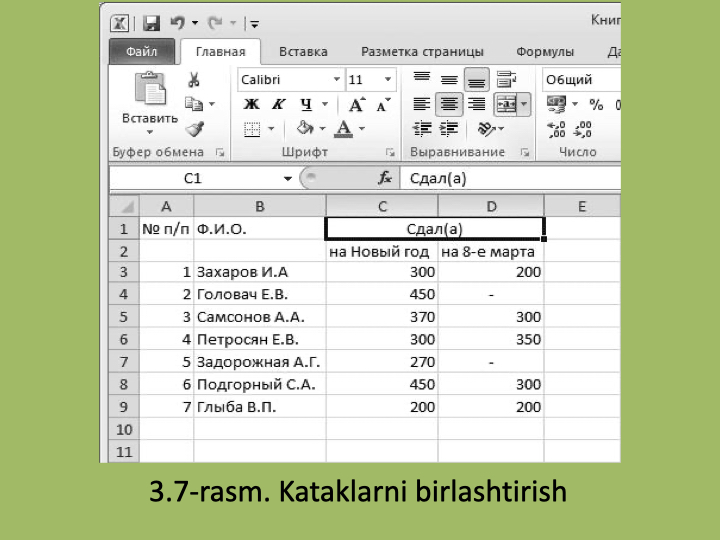 Книг
Файл Главная Вставка Разметка страницы Формулы Да
Calibri 11 Общий
Вставить Ж К Ч А А А % 0
Буфер обмена Шрифт Выравнивание Число
C1 fx Сдал(а)
A B C D E
1 № п/п Ф.И.О. Сдал(а)
2 на Новый год на 8-е марта
3 1 Захаров И.А 300 200
4 2 Головач Е.В. 450 -
5 3 Самсонов А.А. 370 300
6 4 Петросян Е.В. 300 350
7 5 Задорожная А.Г. 270 -
8 6 Подгорный С.А. 450 300
9 7 Глыба В.П. 200 200
10
11
3.7-rasm. Kataklarni birlashtirish